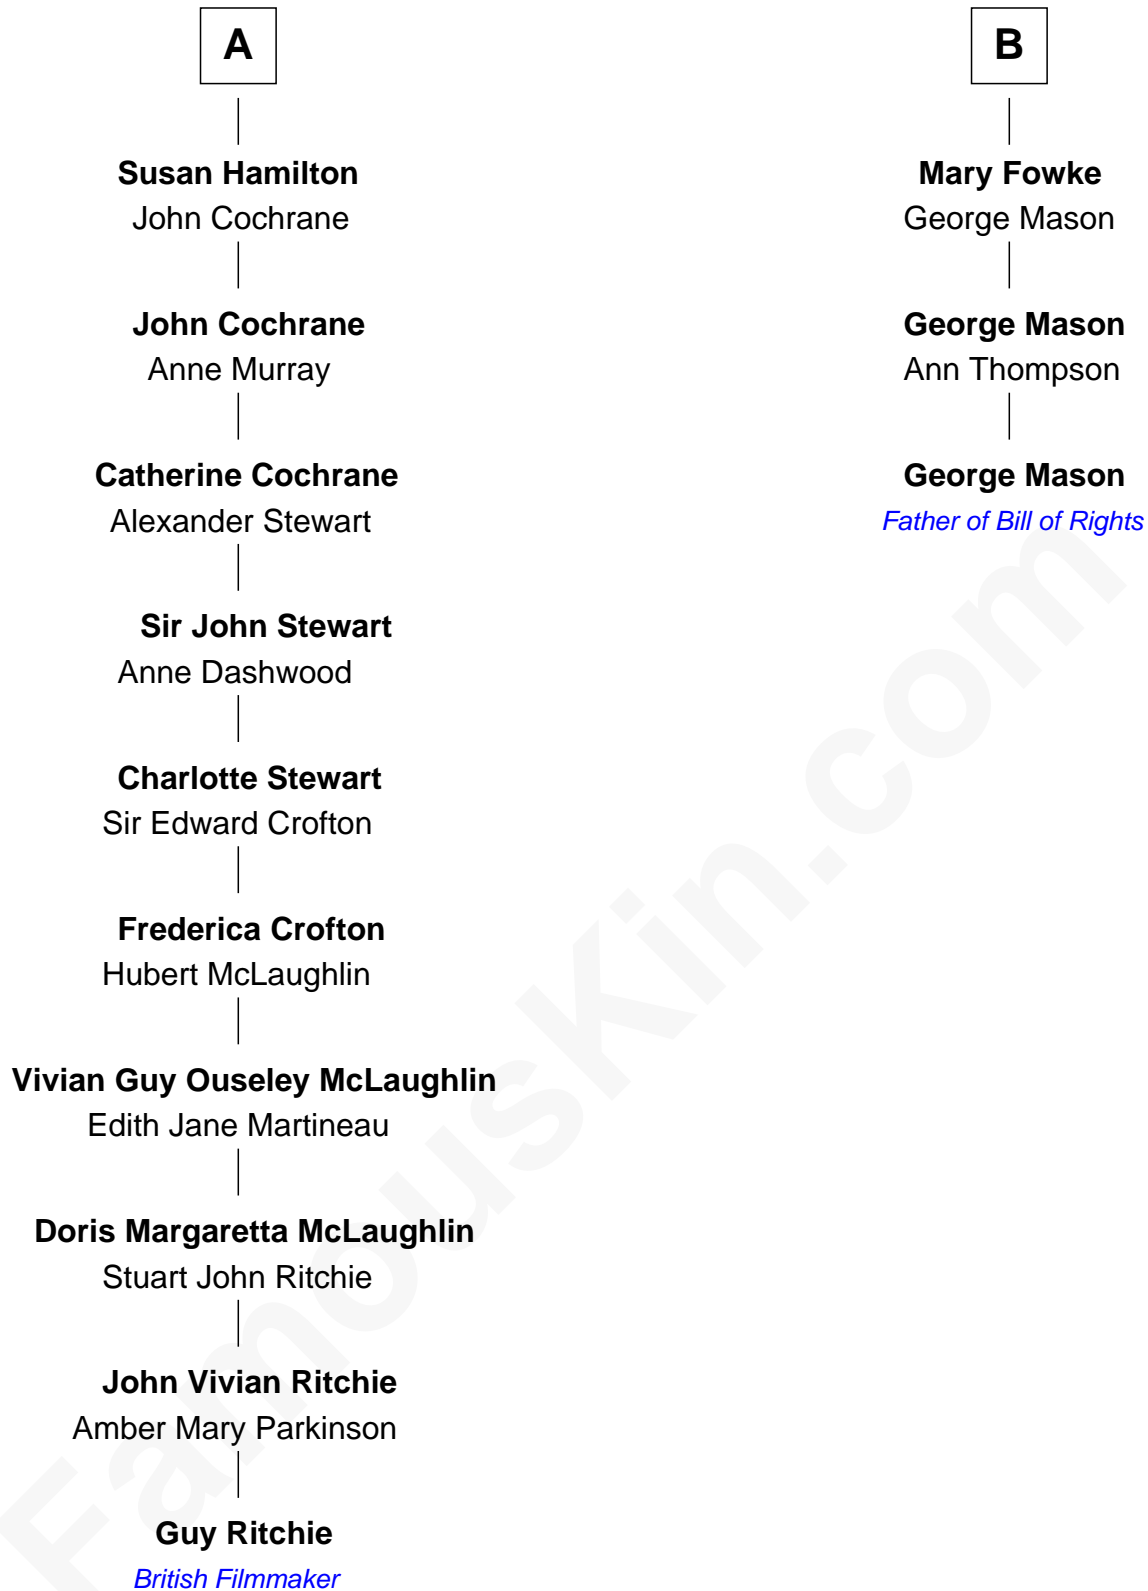 A
Susan Hamilton
John Cochrane
John Cochrane
Anne Murray
Catherine Cochrane
Alexander Stewart
Sir John Stewart
Anne Dashwood
Charlotte Stewart
Sir Edward Crofton
Frederica Crofton
Hubert McLaughlin
Vivian Guy Ouseley McLaughlin
Edith Jane Martineau
Doris Margaretta McLaughlin
Stuart John Ritchie
John Vivian Ritchie
Amber Mary Parkinson
Guy Ritchie
British Filmmaker
B
Mary Fowke
George Mason
George Mason
Ann Thompson
George Mason
Father of Bill of Rights
FamousKin.com